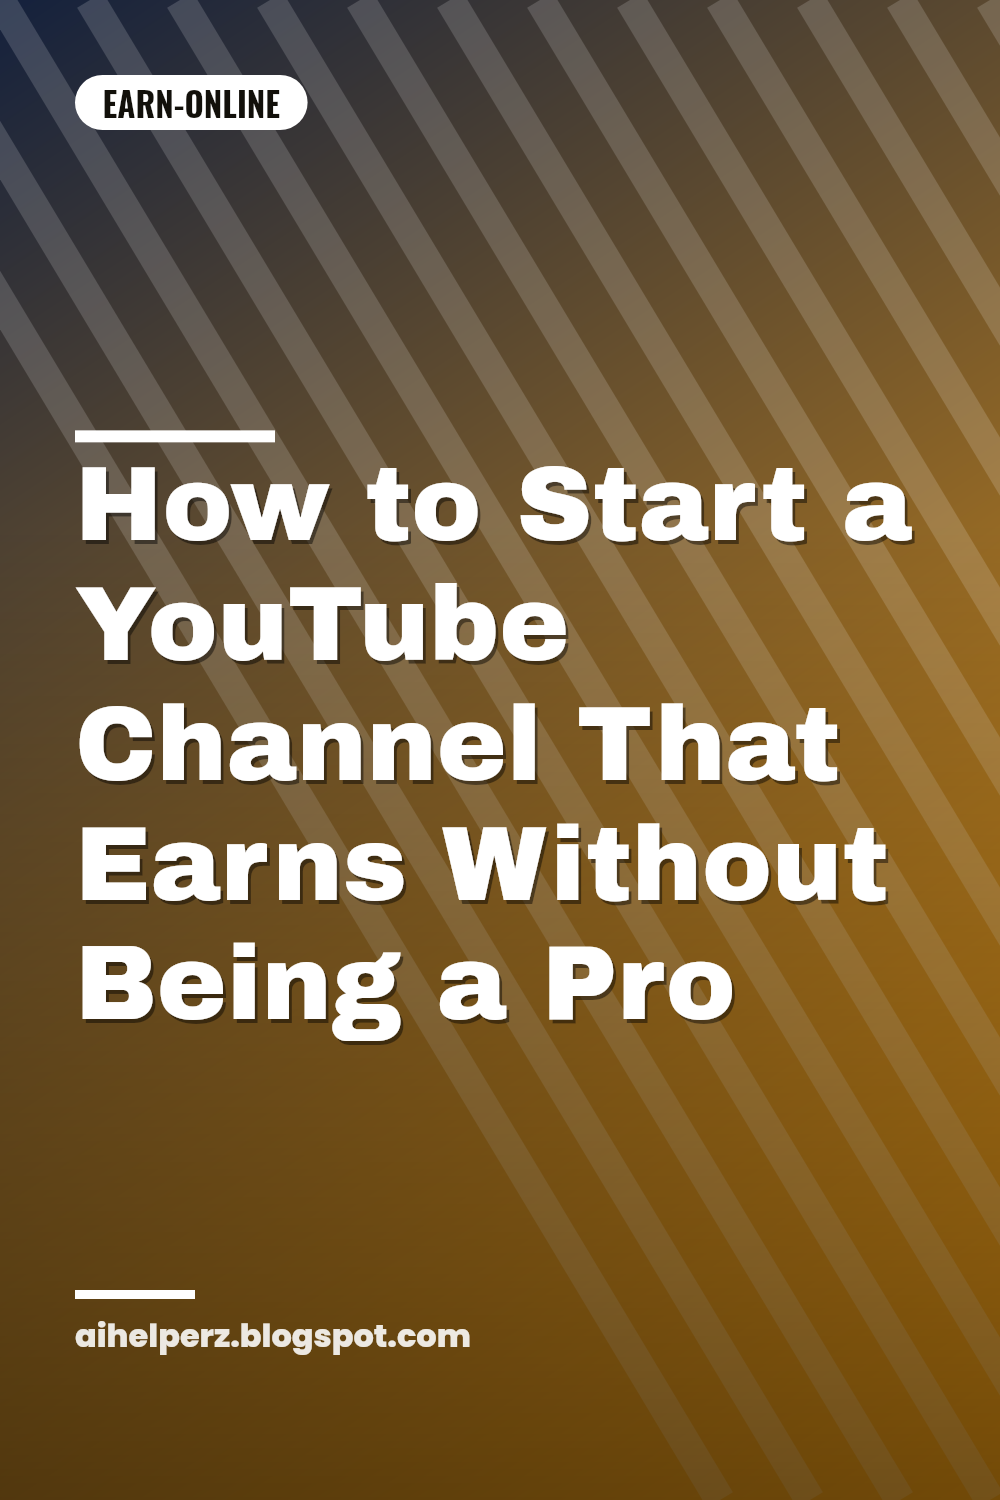 EARN-ONLINE
How to Start a
YouTube
Channel That
Earns Without
Being a Pro
aihelperz.blogspot.com